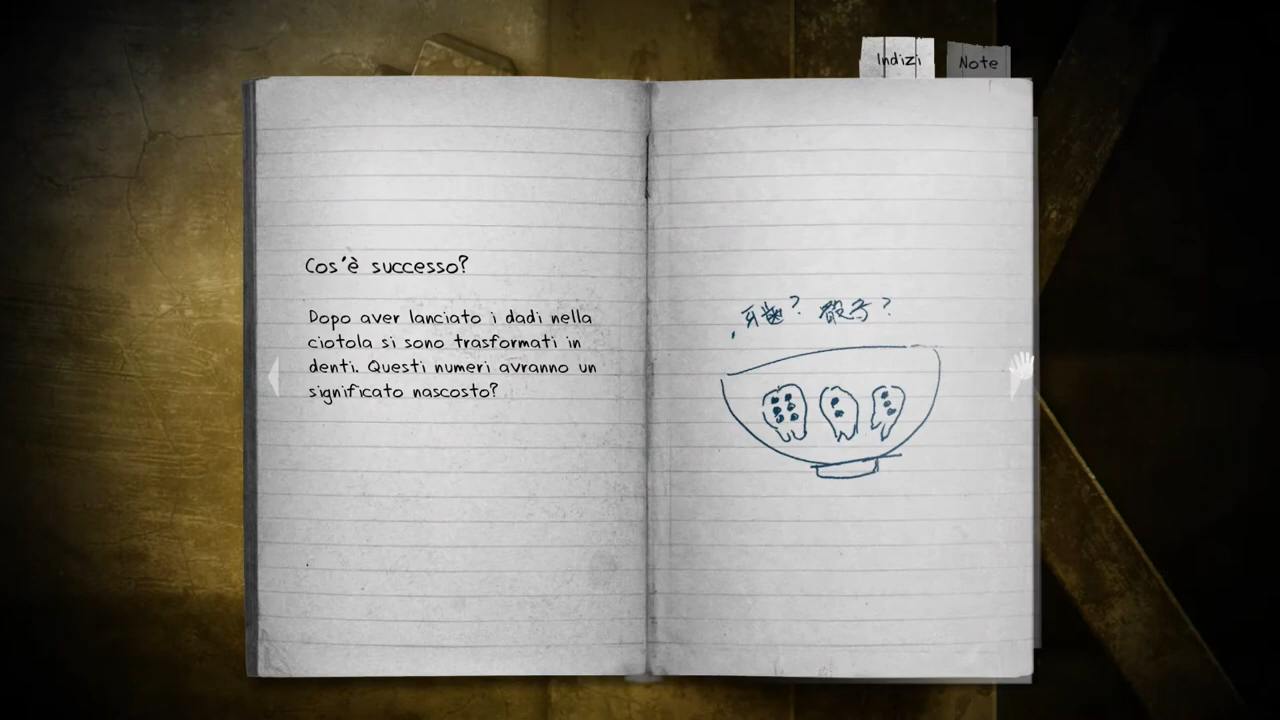 Indizi
Note
Cos'è successo?
Dopo aver lanciato i dadi nella
ciotola si sono trasformati in
denti. Questi numeri avranno un
significato nascosto?
牙齒? 骰子?